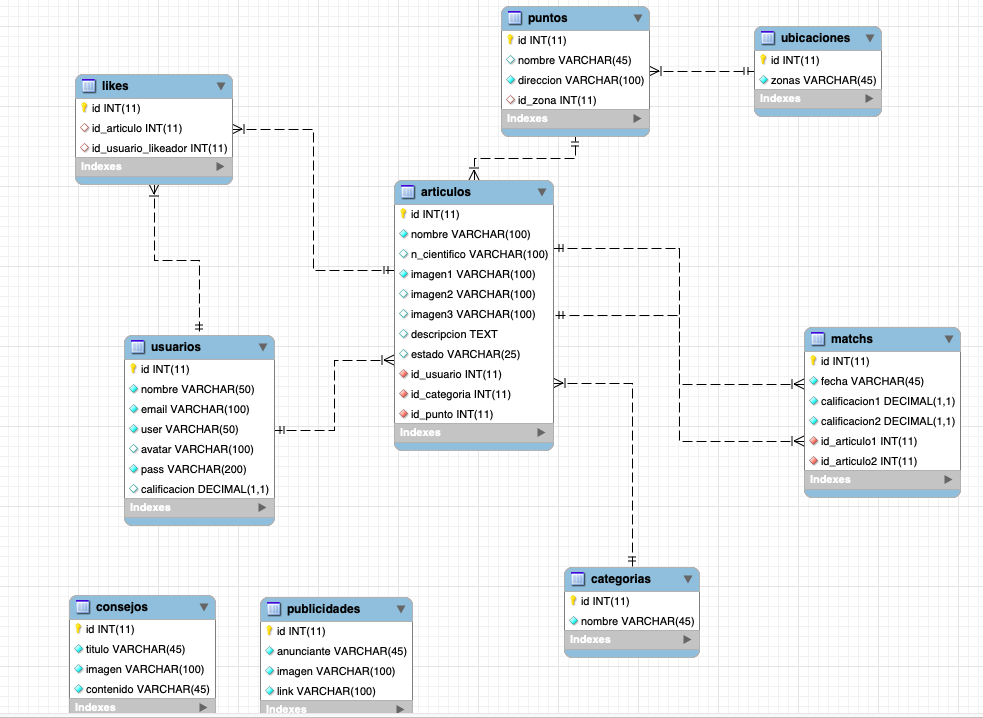 puntos
id INT(11)
nombre VARCHAR(45)
direccion VARCHAR(100)
id_zona INT(11)
Indexes
ubicaciones
id INT(11)
zonas VARCHAR(45)
Indexes
likes
id INT(11)
id_articulo INT(11)
id_usuario_likeador INT(11)
Indexes
articulos
id INT(11)
nombre VARCHAR(100)
n_cientifico VARCHAR(100)
imagen1 VARCHAR(100)
imagen2 VARCHAR(100)
imagen3 VARCHAR(100)
descripcion TEXT
estado VARCHAR(25)
id_usuario INT(11)
id_categoria INT(11)
id_punto INT(11)
Indexes
usuarios
id INT(11)
nombre VARCHAR(50)
email VARCHAR(100)
user VARCHAR(50)
avatar VARCHAR(100)
pass VARCHAR(200)
calificacion DECIMAL(1,1)
Indexes
matchs
id INT(11)
fecha VARCHAR(45)
calificacion1 DECIMAL(1,1)
calificacion2 DECIMAL(1,1)
id_articulo1 INT(11)
id_articulo2 INT(11)
Indexes
categorias
id INT(11)
nombre VARCHAR(45)
Indexes
consejos
id INT(11)
titulo VARCHAR(45)
imagen VARCHAR(100)
contenido VARCHAR(45)
Indexes
publicidades
id INT(11)
anunciante VARCHAR(45)
imagen VARCHAR(100)
link VARCHAR(100)
Indexes